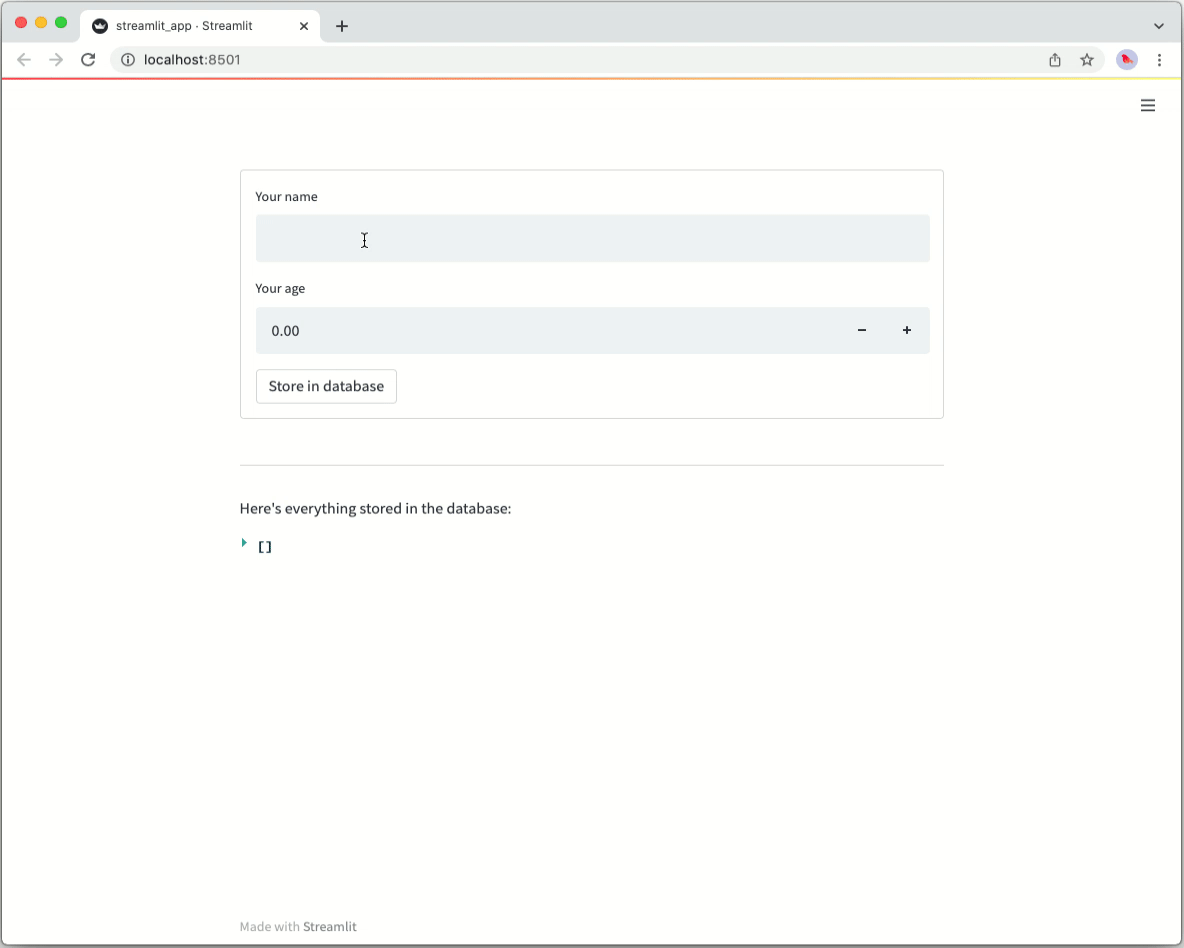 streamlit_app · Streamlit
localhost:8501
Your name
Your age
0.00
Store in database
Here's everything stored in the database:
[]
Made with Streamlit